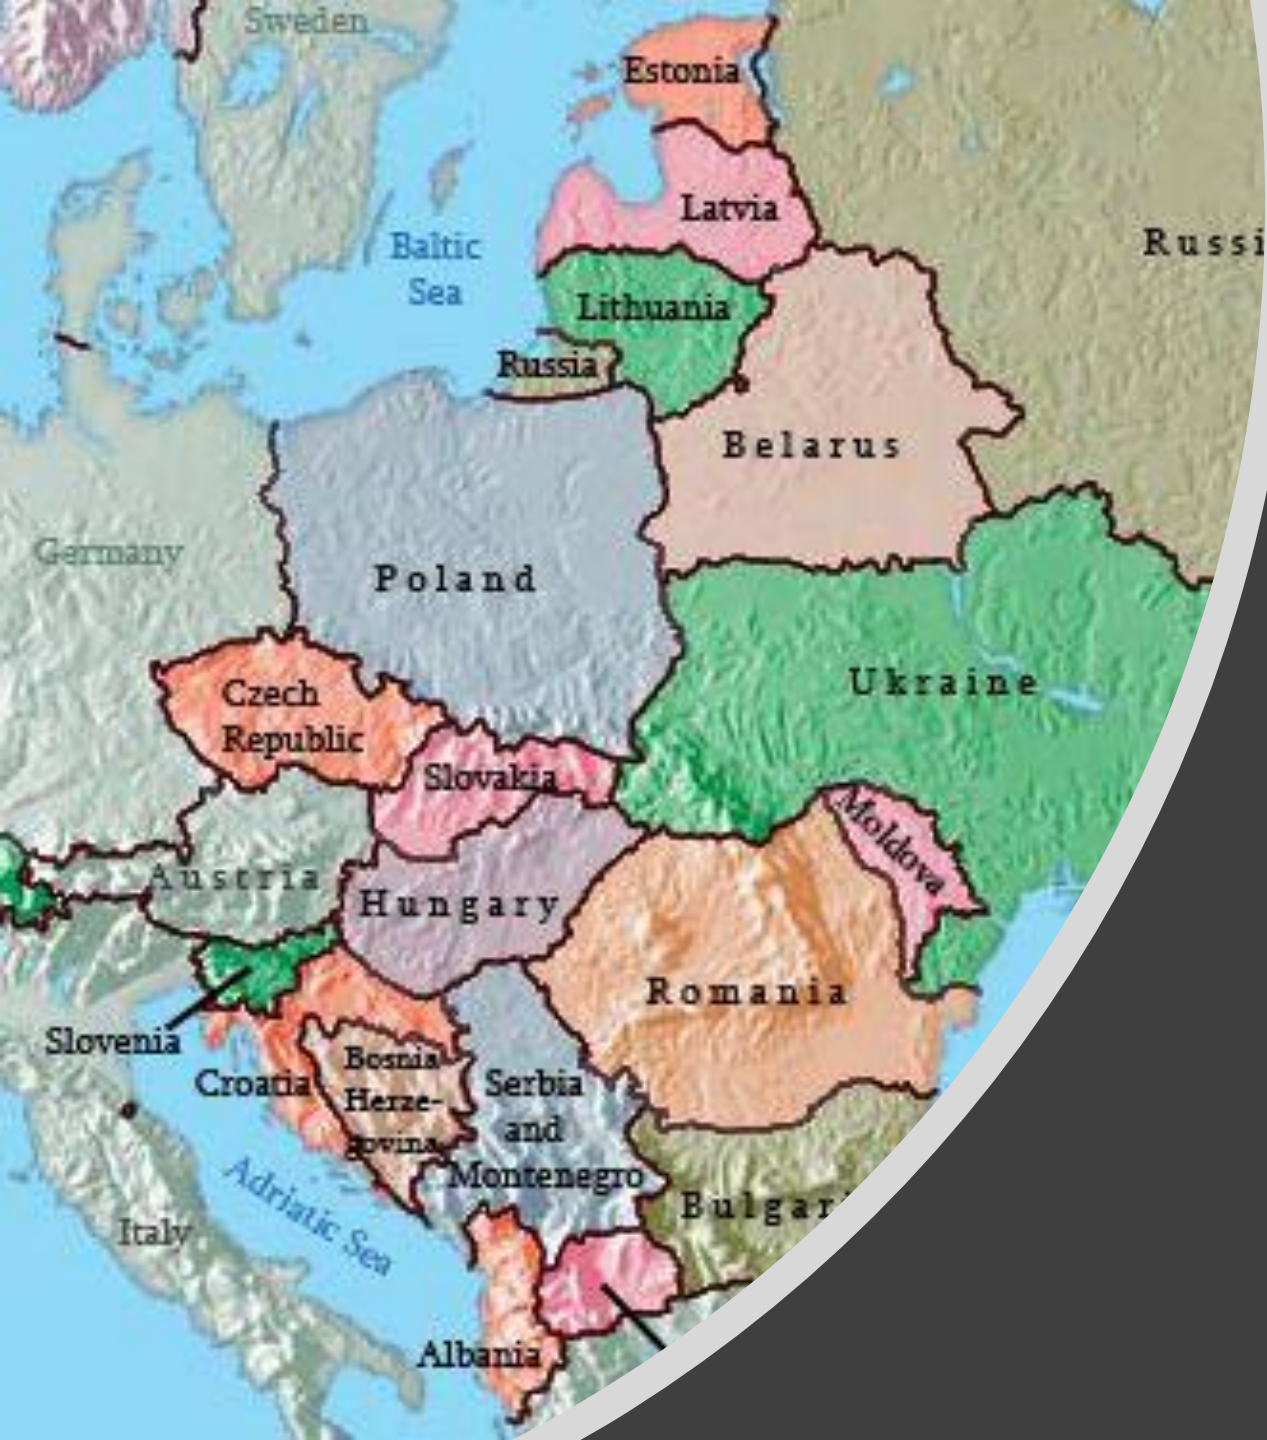 Sweden
Estonia
Latvia
Russi
Baltic
Sea
Lithuania
Russia
Belarus
Germany
Poland
Ukraine
Czech
Republic
Slovakia
Moldova
Austria
Hungary
Romania
Slovenia
Croatia
Bosnia
Herze-
govina
Serbia
and
Montenegro
Adriatic Sea
Bulgari
Italy
Albania